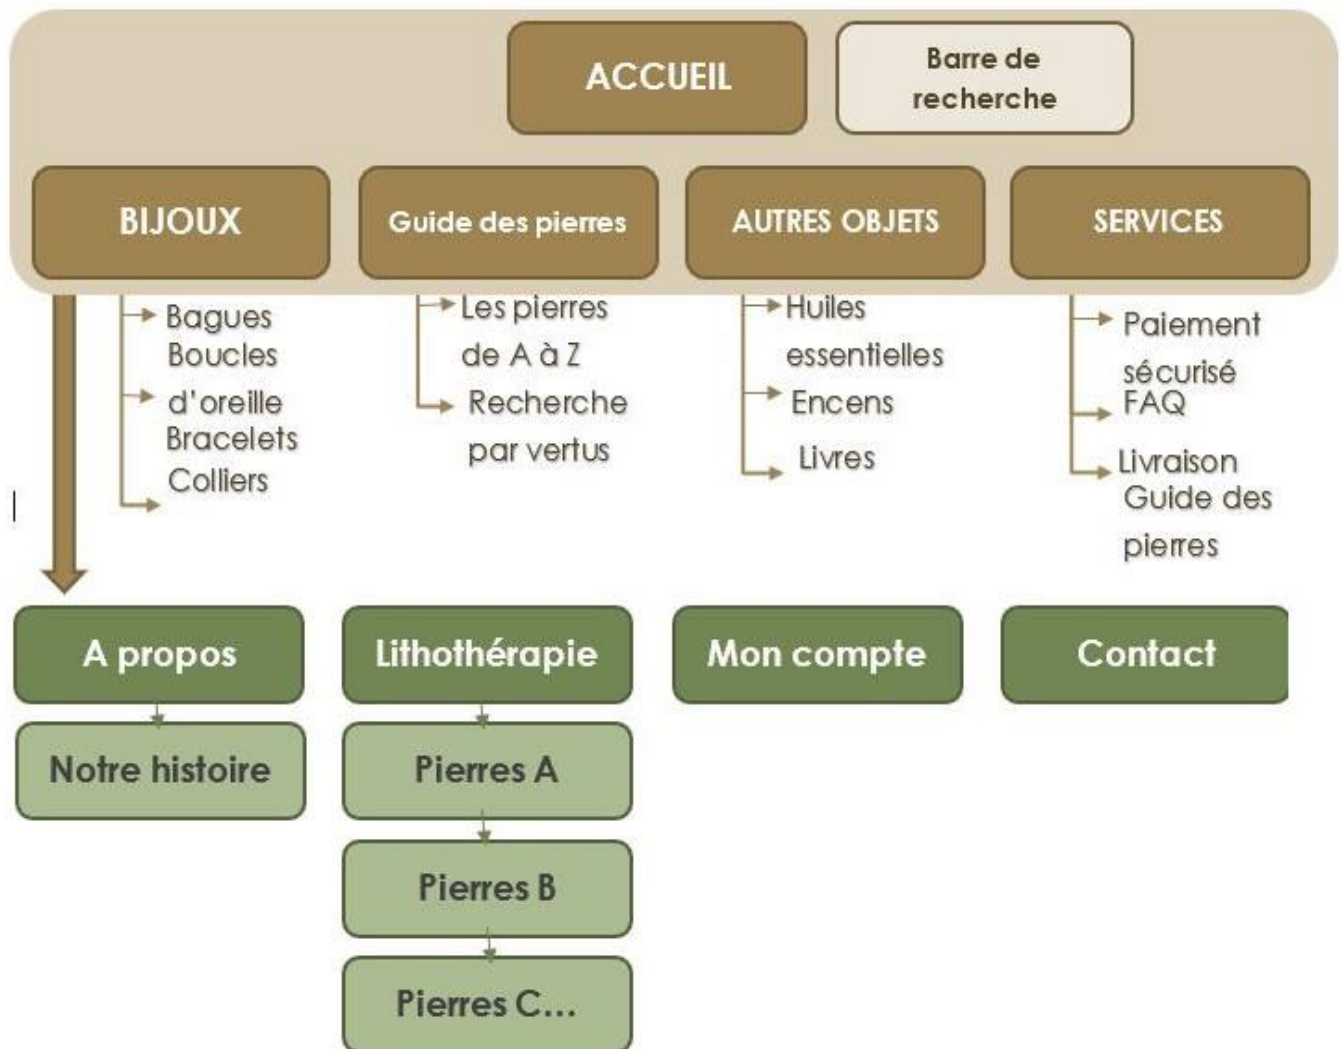 ACCUEIL
Barre de
recherche
BIJOUX
Guide des pierres
AUTRES OBJETS
SERVICES
Bagues
Boucles
d'oreille
Bracelets
Colliers
Les pierres
de A à Z
Recherche
par vertus
Huiles
essentielles
Encens
Livres
Paiement
sécurisé
FAQ
Livraison
Guide des
pierres
A propos
Lithothérapie
Mon compte
Contact
Notre histoire
Pierres A
Pierres B
Pierres C...